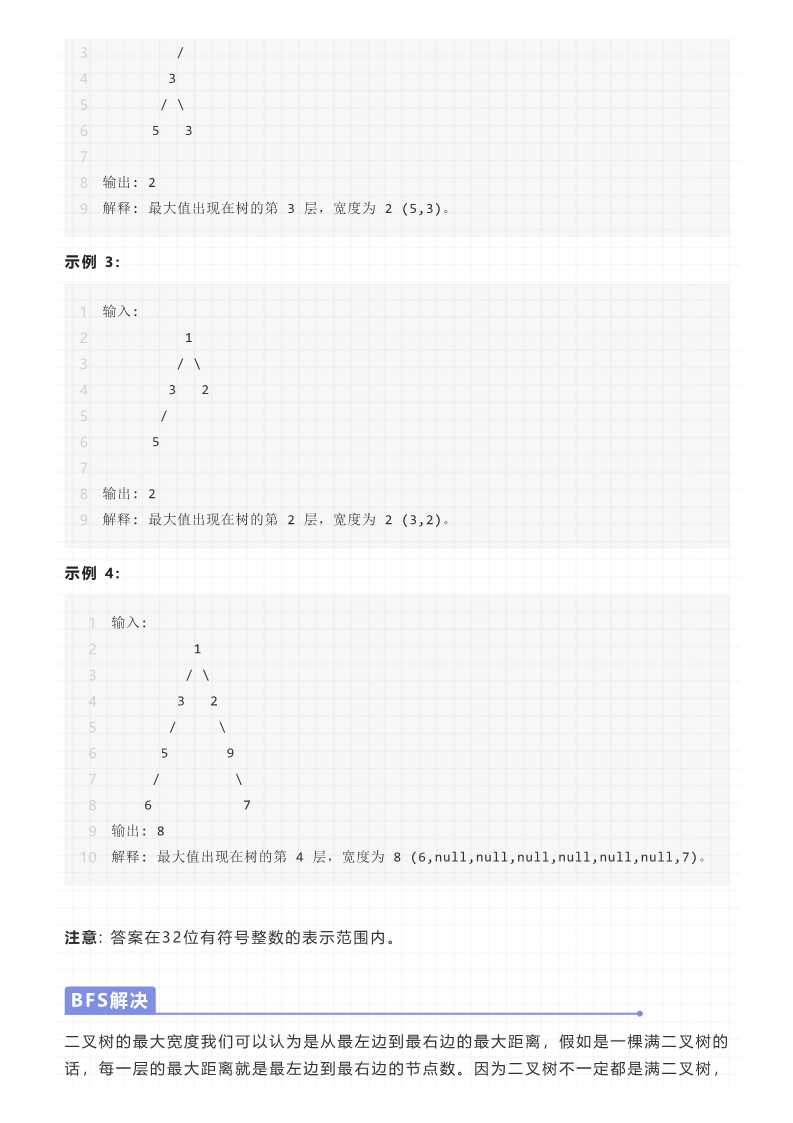 3 /
4 3
5 / \
6 5 3
7
8 输出: 2
9 解释: 最大值出现在树的第 3 层，宽度为 2 (5,3)。
示例 3:
1 输入:
2 1
3 / \
4 3 2
5 /
6 5
7
8 输出: 2
9 解释: 最大值出现在树的第 2 层，宽度为 2 (3,2)。
示例 4:
1 输入:
2 1
3 / \
4 3 2
5 / \
6 5 9
7 / \
8 6 7
9 输出: 8
10 解释: 最大值出现在树的第 4 层，宽度为 8 (6,null,null,null,null,null,null,7)。
注意: 答案在32位有符号整数的表示范围内。
BFS解决
二叉树的最大宽度我们可以认为是从最左边到最右边的最大距离，假如是一棵满二叉树的
话，每一层的最大距离就是最左边到最右边的节点数。因为二叉树不一定都是满二叉树，